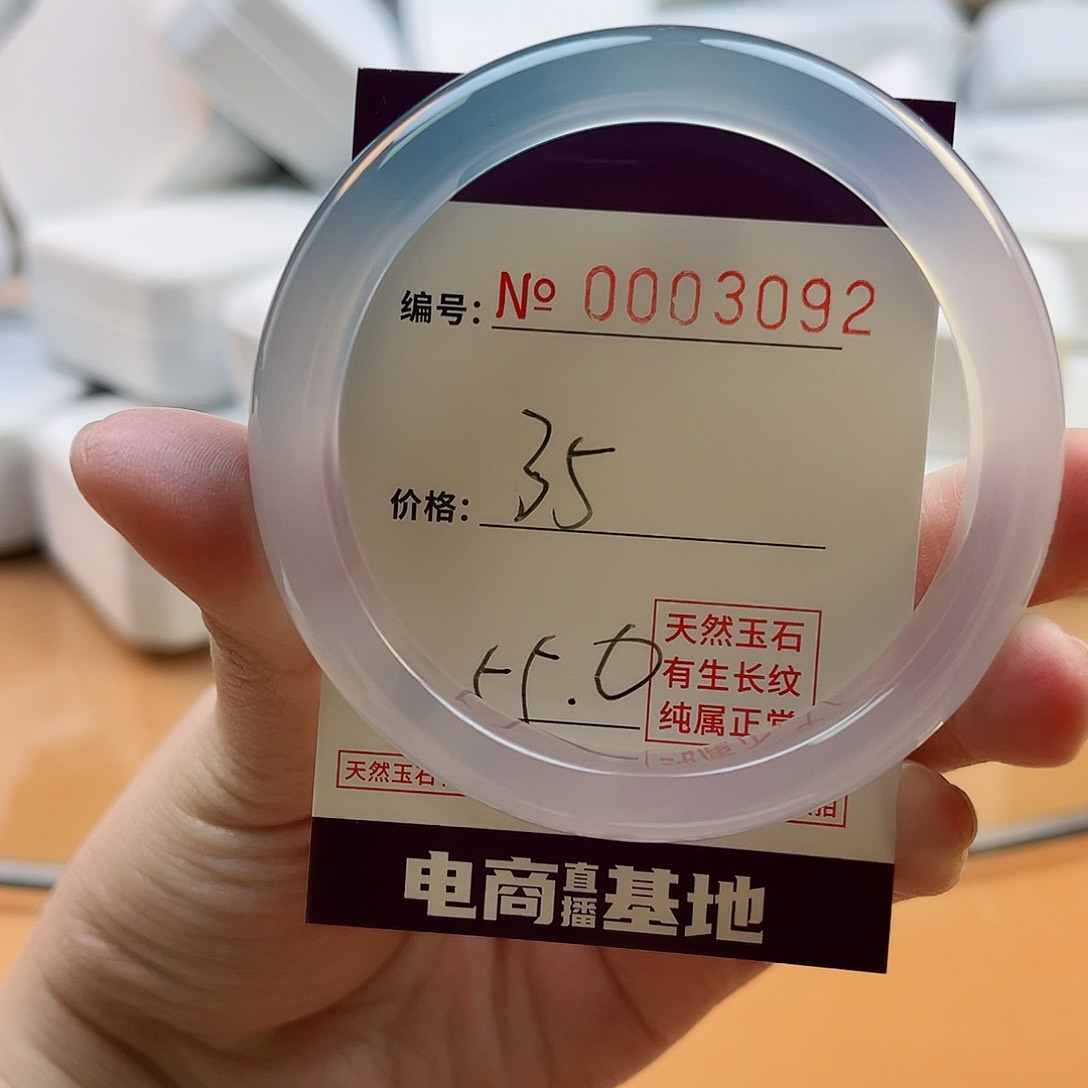 编号: № 0003092
价格: 35
55.0
天然玉石
有生长纹
纯属正常
天然玉石
拍
电商直播基地